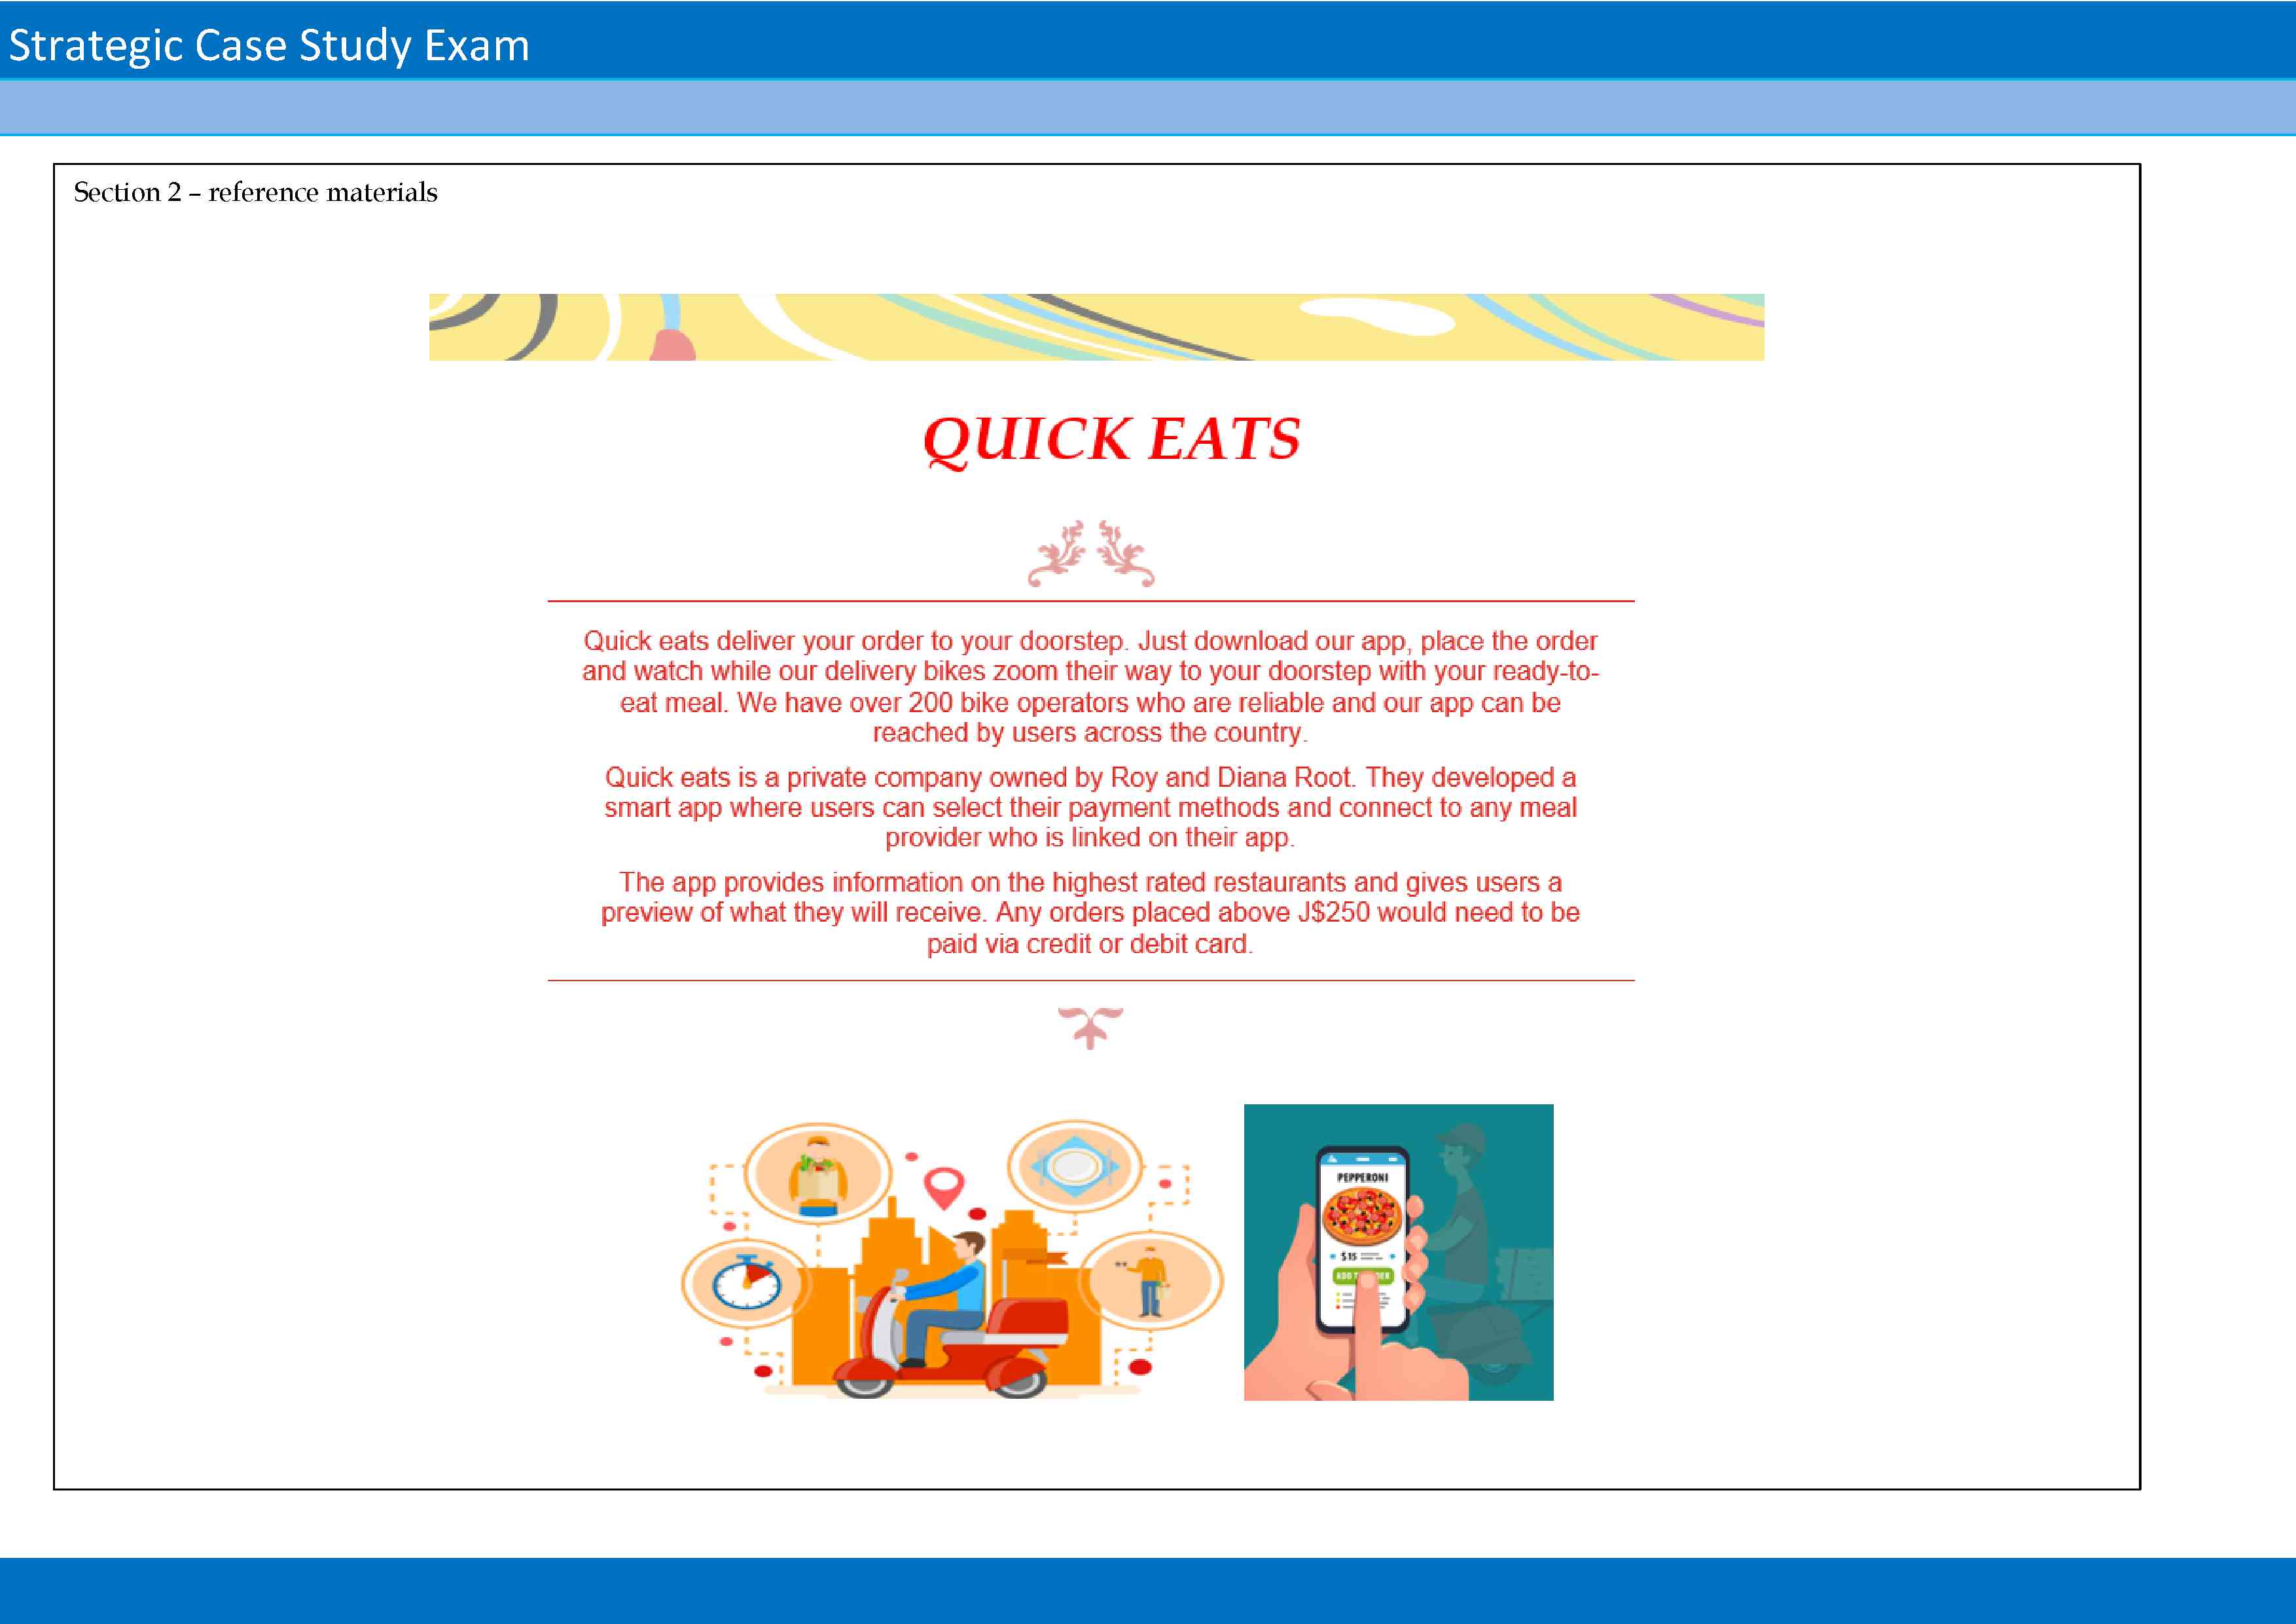 Strategic Case Study Exam
Section 2 – reference materials
QUICK EATS
Quick eats deliver your order to your doorstep. Just download our app, place the order
and watch while our delivery bikes zoom their way to your doorstep with your ready-to-
eat meal. We have over 200 bike operators who are reliable and our app can be
reached by users across the country.
Quick eats is a private company owned by Roy and Diana Root. They developed a
smart app where users can select their payment methods and connect to any meal
provider who is linked on their app.
The app provides information on the highest rated restaurants and gives users a
preview of what they will receive. Any orders placed above J$250 would need to be
paid via credit or debit card.
PEPPERONI
$15